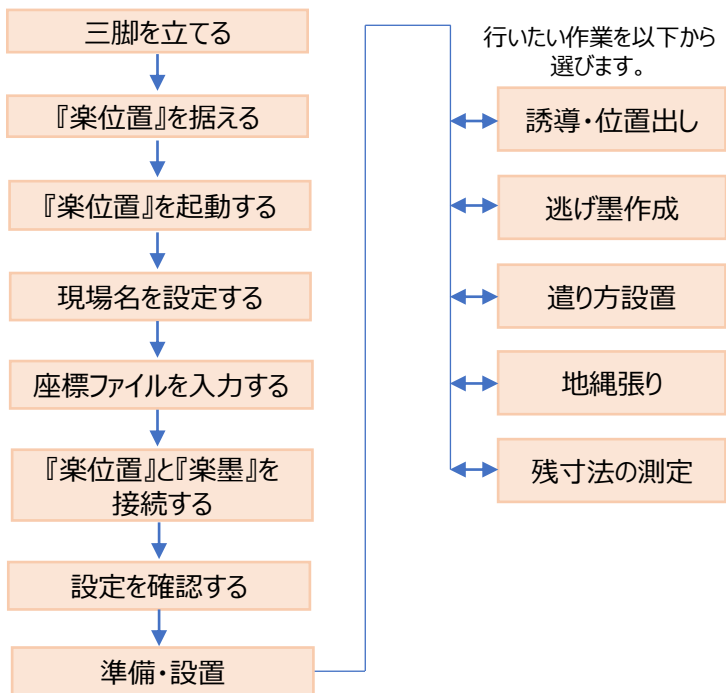 三脚を立てる
『楽位置』を据える
『楽位置』を起動する
現場名を設定する
座標ファイルを入力する
『楽位置』と『楽墨』を
接続する
設定を確認する
準備・設置
行いたい作業を以下から
選びます。
誘導・位置出し
逃げ墨作成
遣り方設置
地縄張り
残寸法の測定